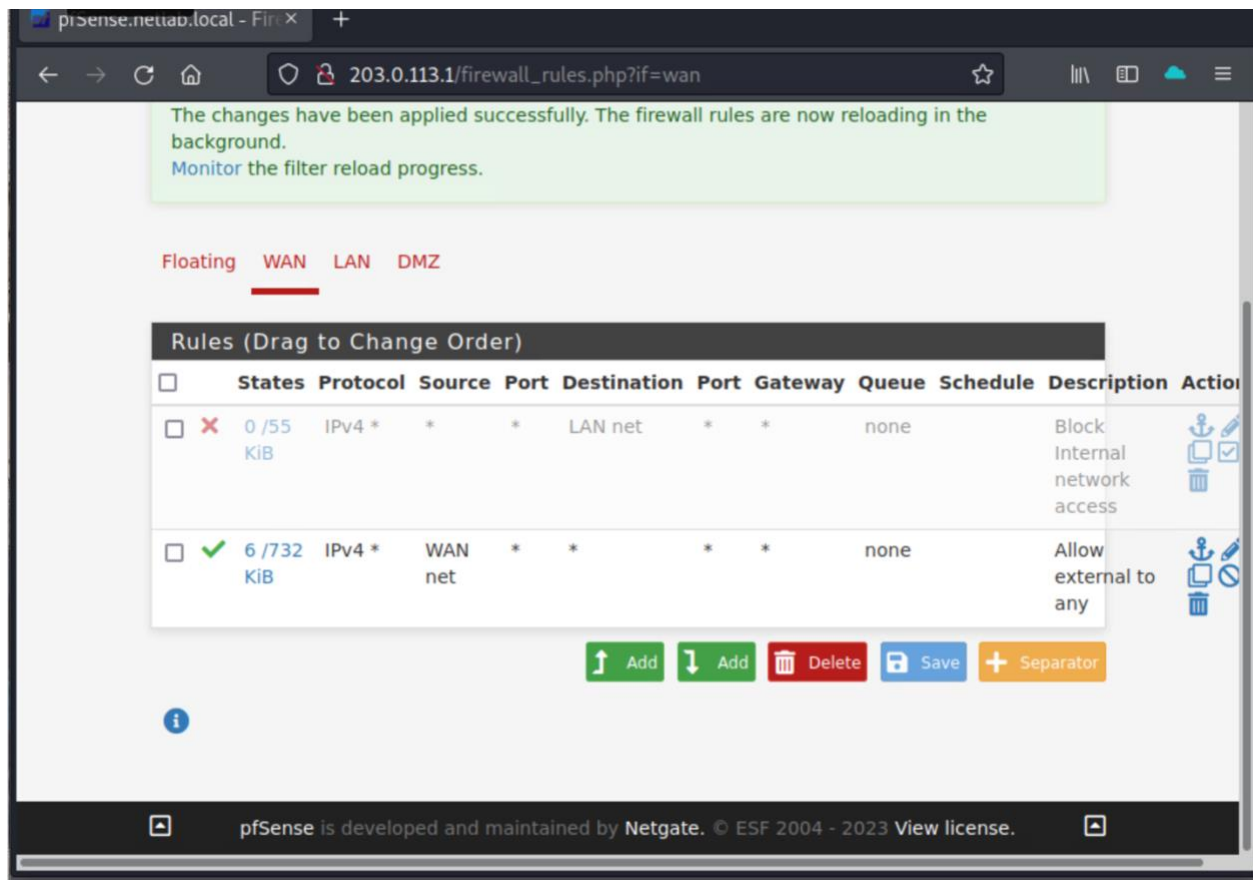 pfSense.netlab.local - Fire
203.0.113.1/firewall_rules.php?if=wan
The changes have been applied successfully. The firewall rules are now reloading in the
background.
Monitor the filter reload progress.
Floating WAN LAN DMZ
Rules (Drag to Change Order)
States Protocol Source Port Destination Port Gateway Queue Schedule Description Action
0 /55 IPv4 * * * LAN net * * none Block
KiB Internal
network
access
6 /732 IPv4 * WAN * * * * none Allow
KiB net external to
any
Add Add Delete Save Separator
pfSense is developed and maintained by Netgate. © ESF 2004 - 2023 View license.